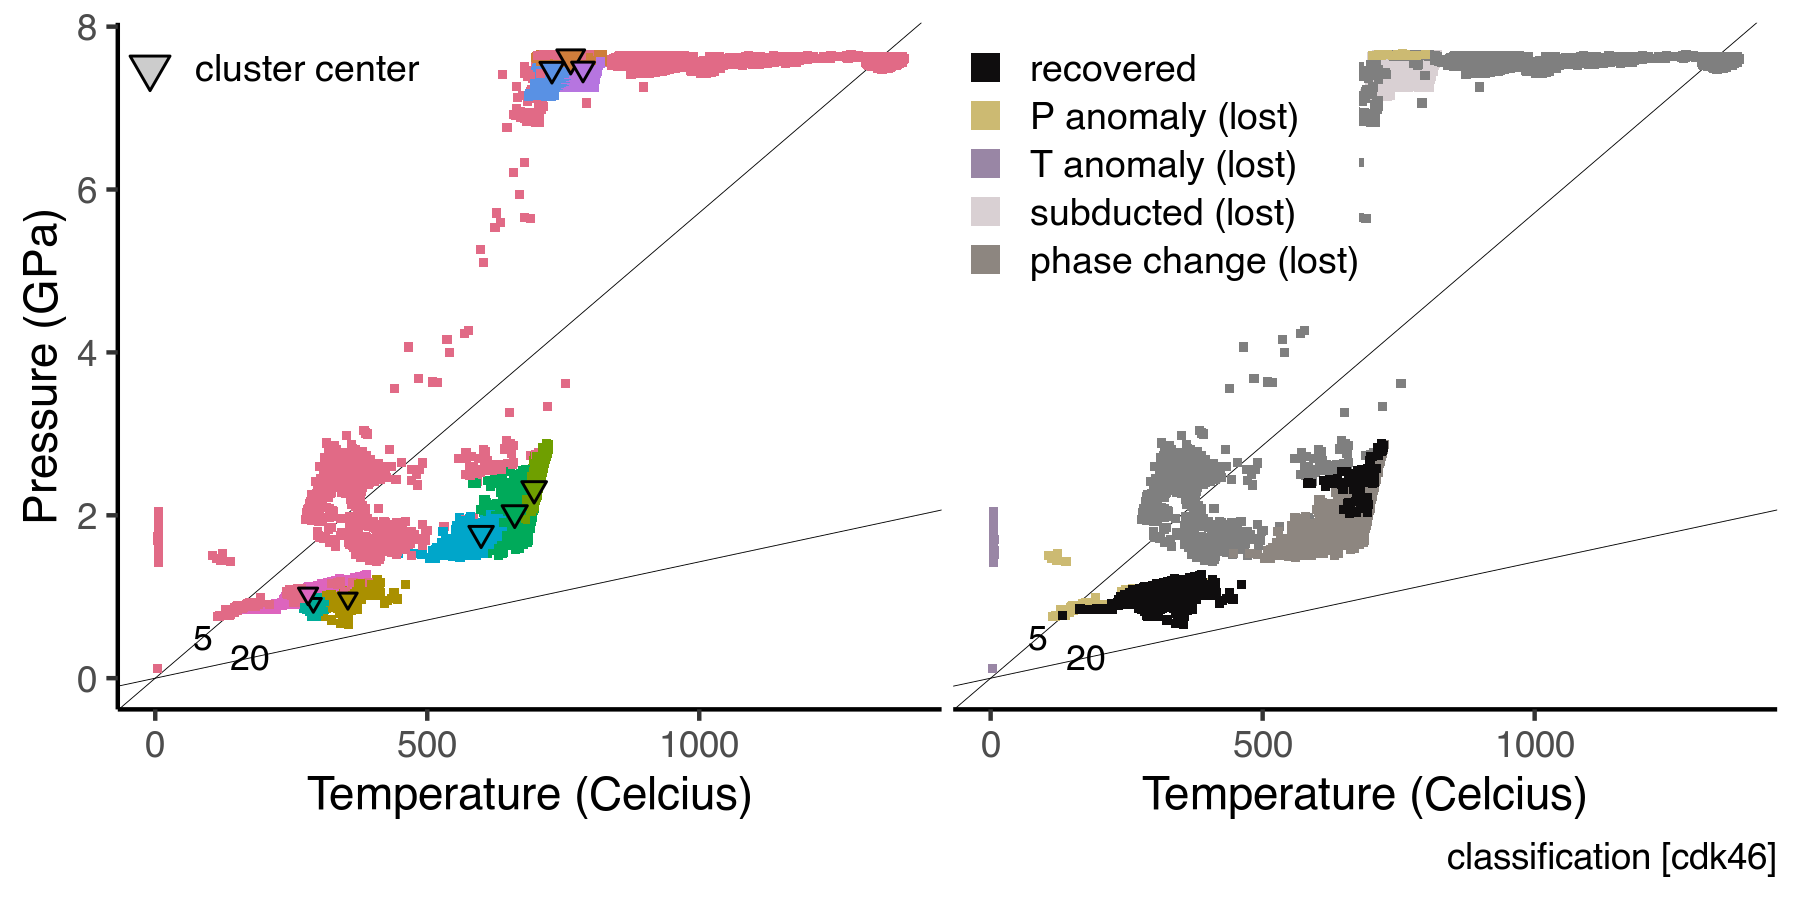 cluster center
recovered
P anomaly (lost)
T anomaly (lost)
subducted (lost)
phase change (lost)
Pressure (GPa)
8
6
4
2
0
5
20
5
20
0
500
1000
0
500
1000
Temperature (Celcius)
Temperature (Celcius)
classification [cdk46]